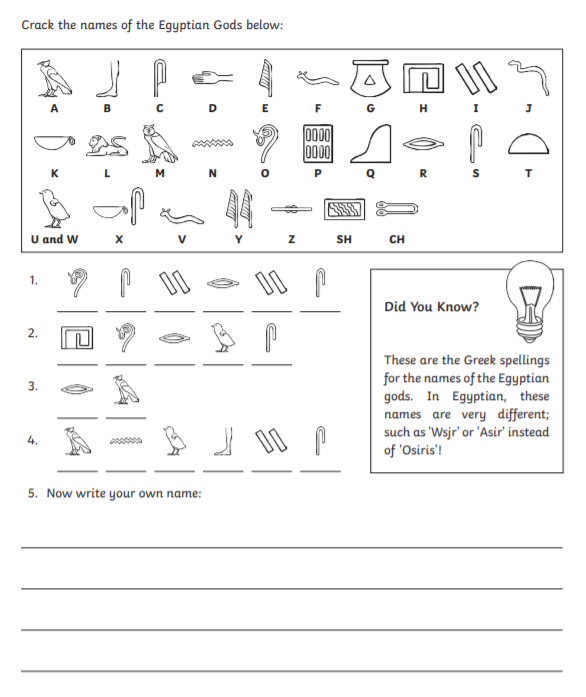 Crack the names of the Egyptian Gods below:
A B C D E F G H I J
K L M N O P Q R S T
U and W X V Y Z SH CH
1.
2.
3.
4.
Did You Know?
These are the Greek spellings
for the names of the Egyptian
gods. In Egyptian, these
names are very different;
such as 'Wsjr' or 'Asir' instead
of 'Osiris'!
5. Now write your own name: